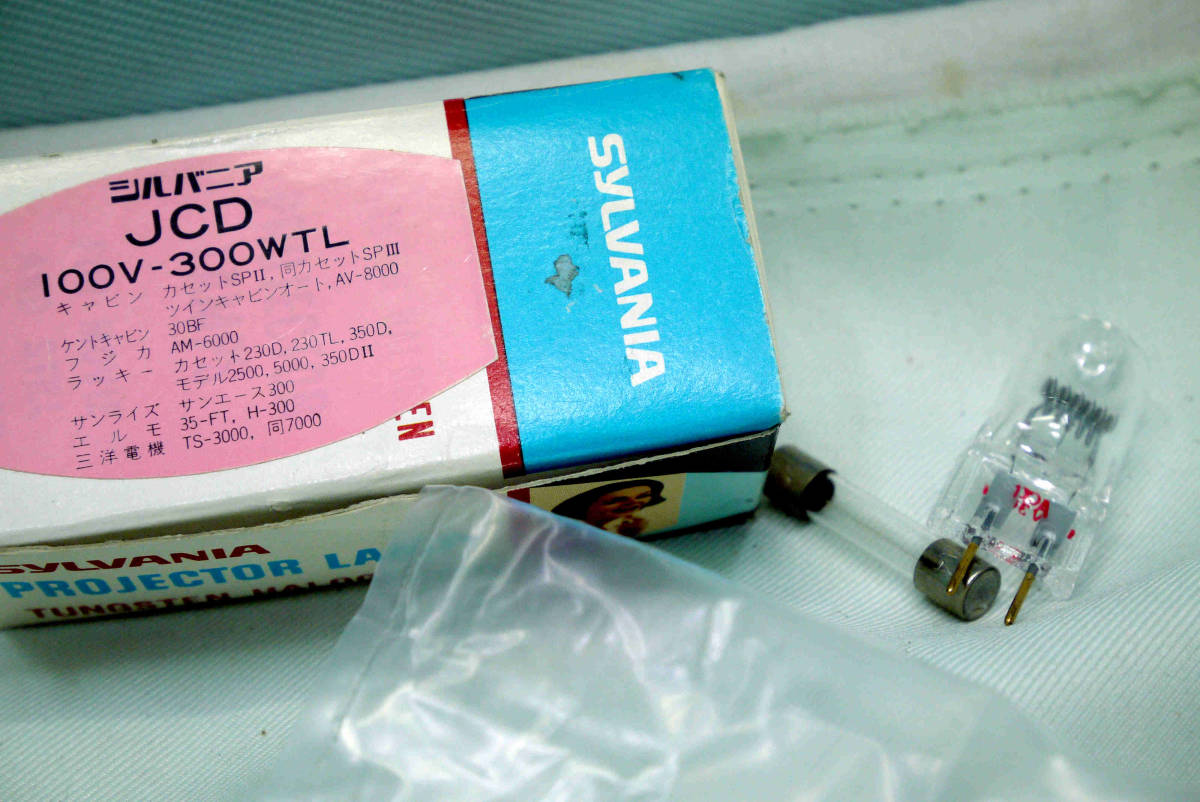 シルバニア
JCD
100V-300WTL
キャビン カセットSPII, 同カセットSPIII
ツインキャビンオート, AV-8000
ケントキャビン 30BF
フジカ AM-6000
ラッキー カセット230D, 230TL, 350D,
モデル2500, 5000, 350DII
サンライズ サンエース300
エルモ 35-FT, H-300
三洋電機 TS-3000, 同7000
SYLVANIA
EN
SYLVANIA
PROJECTOR LA
TUNGSTEN HALOG